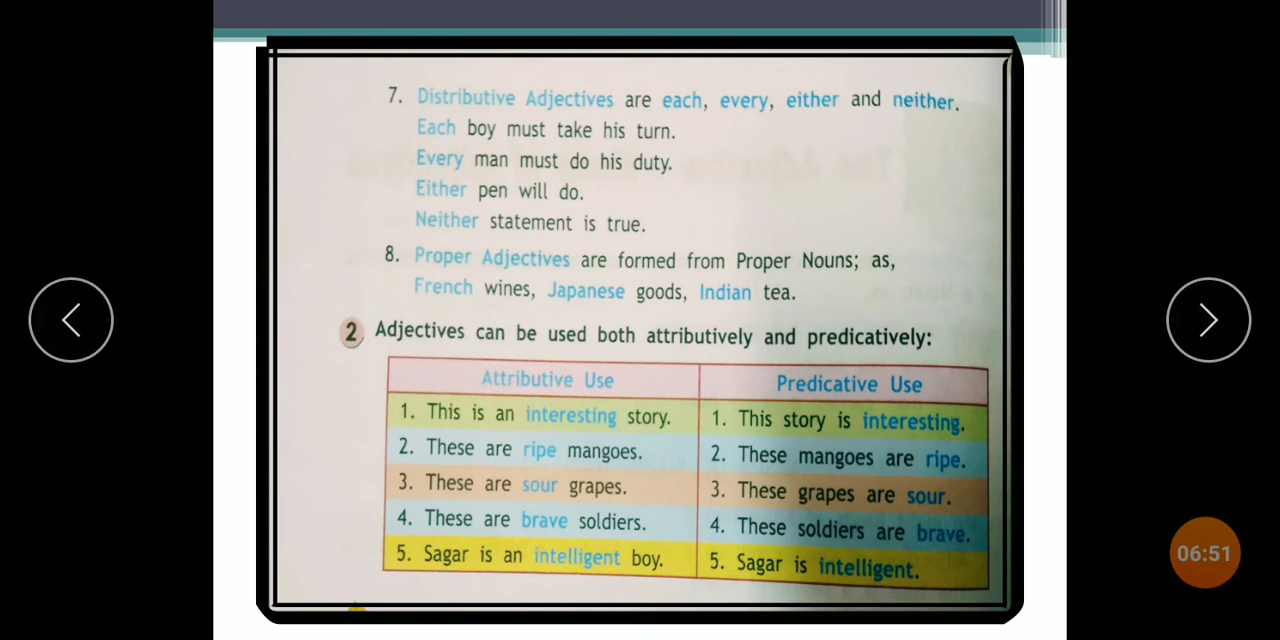 7. Distributive Adjectives are each, every, either and neither.
Each boy must take his turn.
Every man must do his duty.
Either pen will do.
Neither statement is true.
8. Proper Adjectives are formed from Proper Nouns; as,
French wines, Japanese goods, Indian tea.
2 Adjectives can be used both attributively and predicatively:
Attributive Use Predicative Use
1. This is an interesting story. 1. This story is interesting.
2. These are ripe mangoes. 2. These mangoes are ripe.
3. These are sour grapes. 3. These grapes are sour.
4. These are brave soldiers. 4. These soldiers are brave.
5. Sagar is an intelligent boy. 5. Sagar is intelligent.
06:51